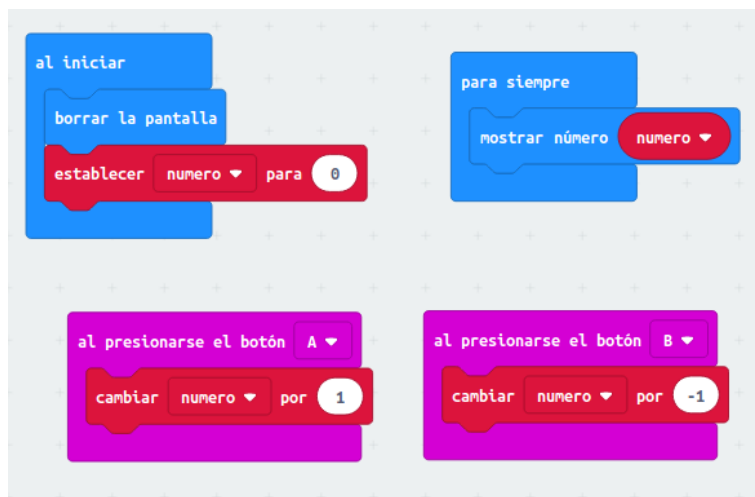 al iniciar
borrar la pantalla
establecer numero para 0
para siempre
mostrar número numero
al presionarse el botón A
cambiar numero por 1
al presionarse el botón B
cambiar numero por -1